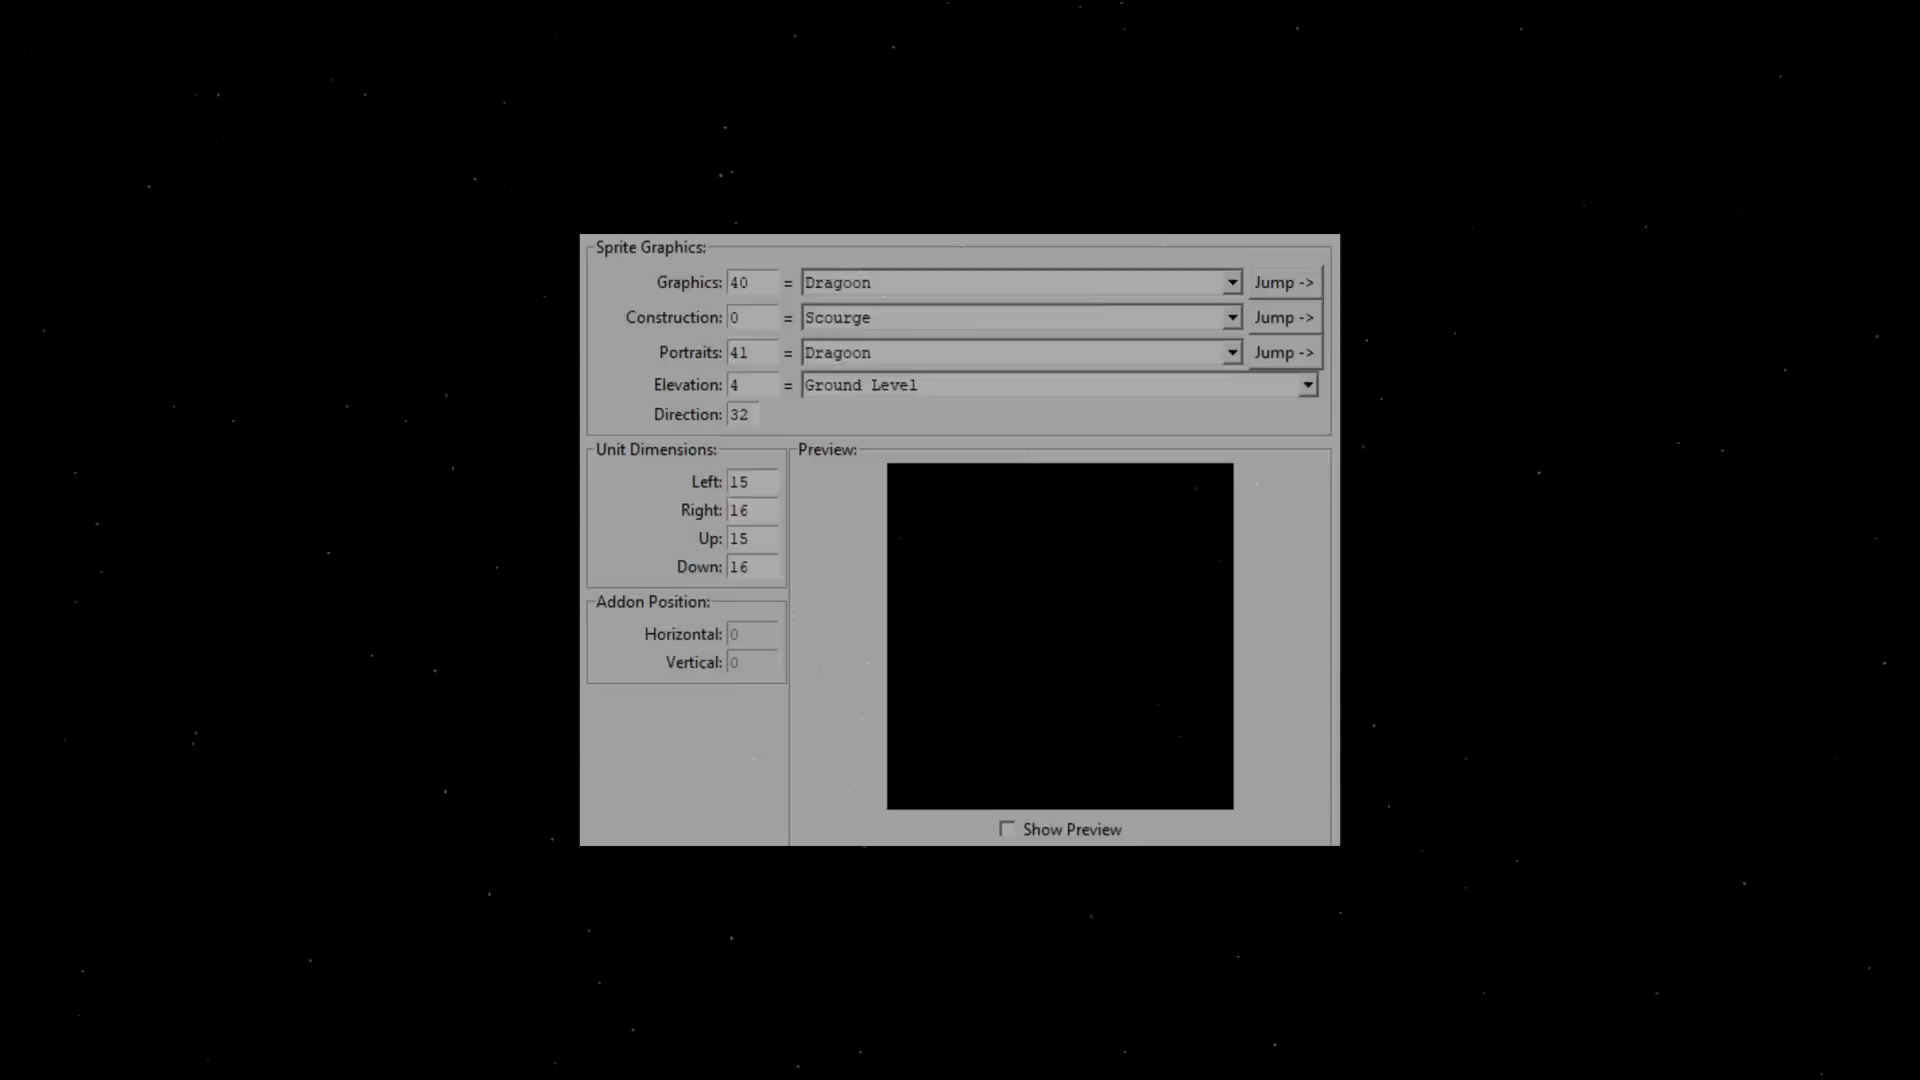 Sprite Graphics:
Graphics: 40 = Dragoon Jump ->
Construction: 0 = Scourge Jump ->
Portraits: 41 = Dragoon Jump ->
Elevation: 4 = Ground Level
Direction: 32
Unit Dimensions: Preview:
Left: 15
Right: 16
Up: 15
Down: 16
Addon Position:
Horizontal: 0
Vertical: 0
Show Preview